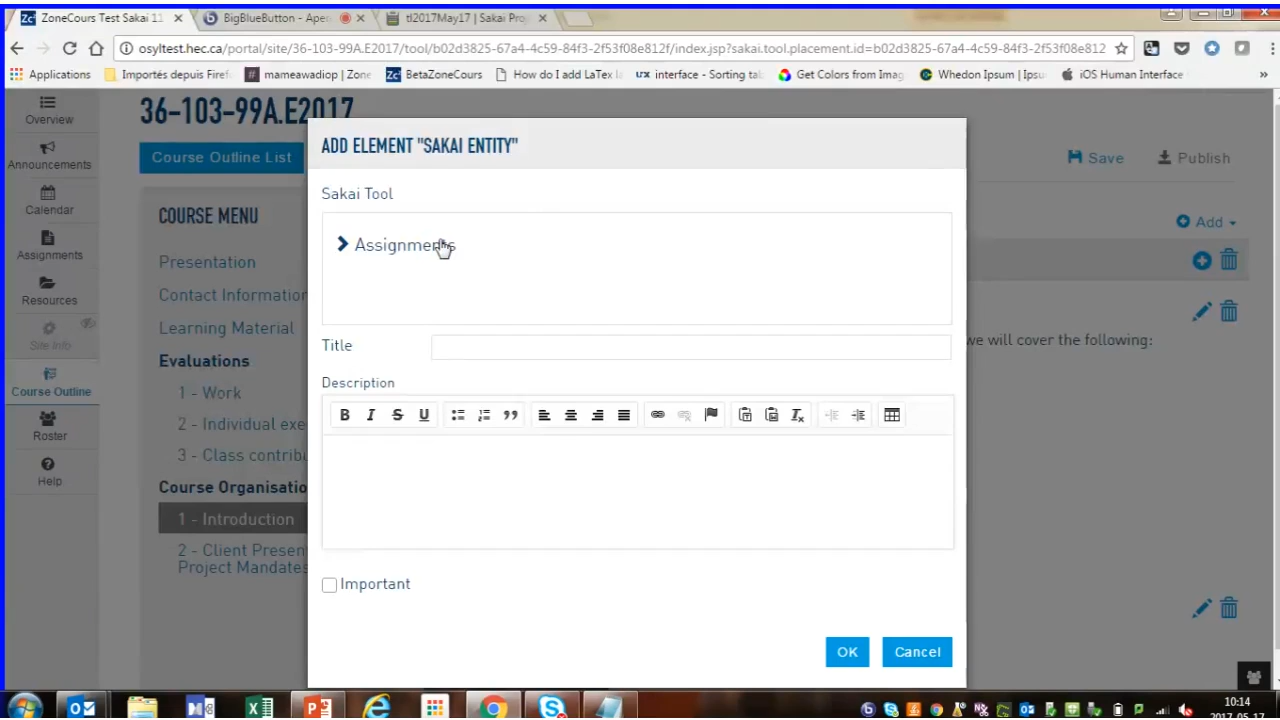 ZoneCours Test Sakai 11
BigBlueButton - Aper
tl2017May17 | Sakai Pro
osyltest.hec.ca/portal/site/36-103-99A.E2017/tool/b02d3825-67a4-4c59-84f3-2f53f08e812f/index.jsp?sakai.tool.placement.id=b02d3825-67a4-4c59-84f3-2f53f08e812
Applications
Importés depuis Firef
mameawadiop | Zone
BetaZoneCours
How do I add LaTex
interface - Sorting tab
Get Colors from Imag
Whedon Ipsum | Ipsu
iOS Human Interface
»
Overview
Announcements
Calendar
Assignments
Resources
Site Info
Course Outline
Roster
Help
36-103-99A.E2017
Course Outline List
Save
Publish
COURSE MENU
Presentation
Contact Information
Learning Material
Evaluations
1 - Work
2 - Individual exe
3 - Class contribu
Course Organisatio
1 - Introduction
2 - Client Presen
Project Mandates
Add
we will cover the following:
ADD ELEMENT "SAKAI ENTITY"
Sakai Tool
Assignments
Title
Description
B I S U
Important
OK
Cancel
10:14
2017-05-17